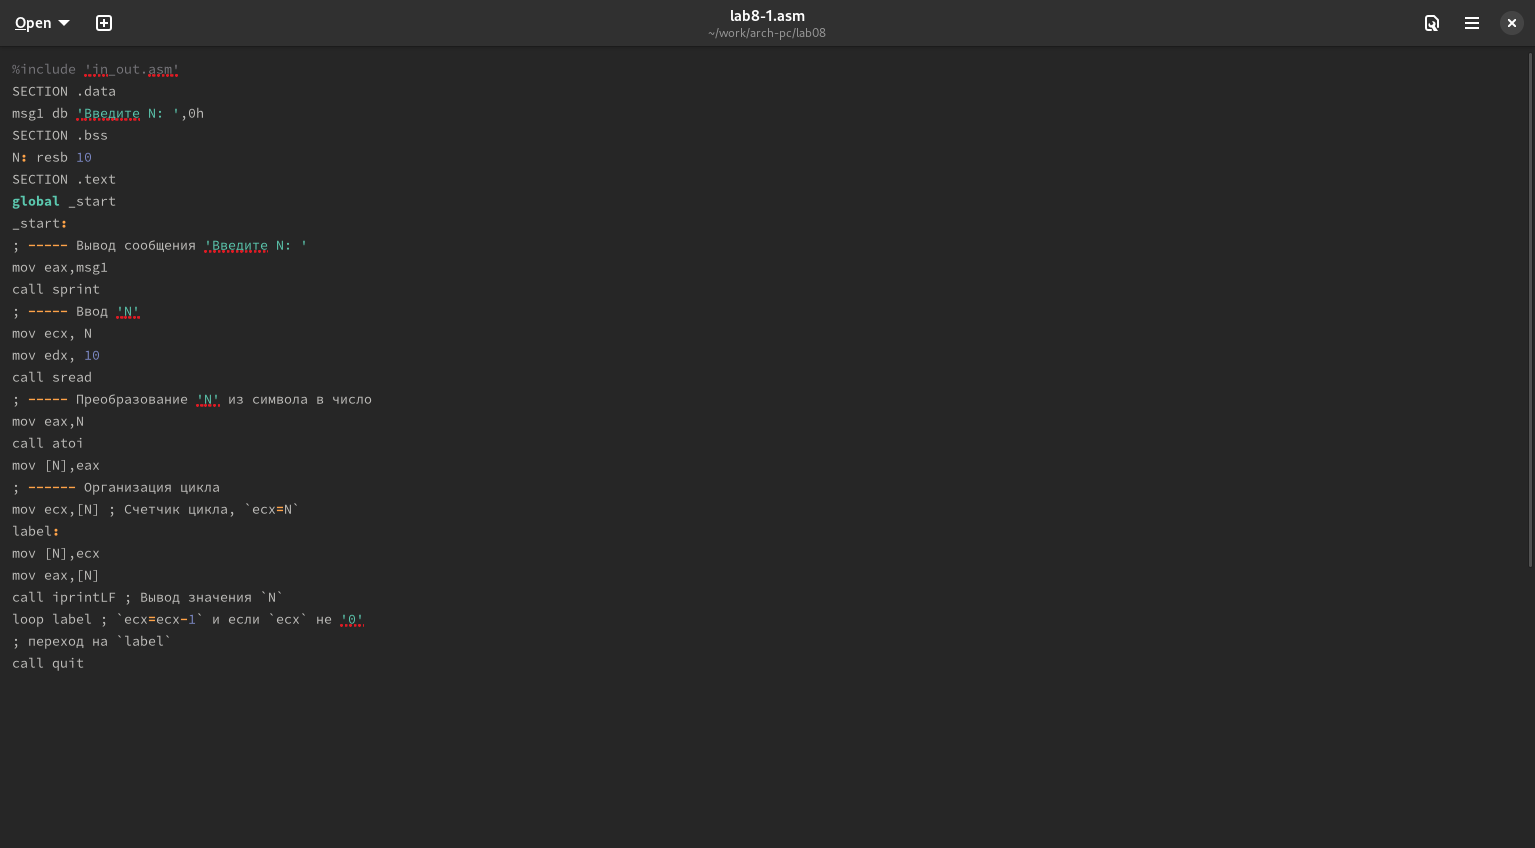 Open
lab8-1.asm
~/work/arch-pc/lab08
%include 'in_out.asm'
SECTION .data
msg1 db 'Введите N: ',0h
SECTION .bss
N: resb 10
SECTION .text
global _start
_start:
; ----- Вывод сообщения 'Введите N: '
mov eax,msg1
call sprint
; ----- Ввод 'N'
mov ecx, N
mov edx, 10
call sread
; ----- Преобразование 'N' из символа в число
mov eax,N
call atoi
mov [N],eax
; ------ Организация цикла
mov ecx,[N] ; Счетчик цикла, `ecx=N`
label:
mov [N],ecx
mov eax,[N]
call iprintLF ; Вывод значения `N`
loop label ; `ecx=ecx-1` и если `ecx` не '0'
; переход на `label`
call quit